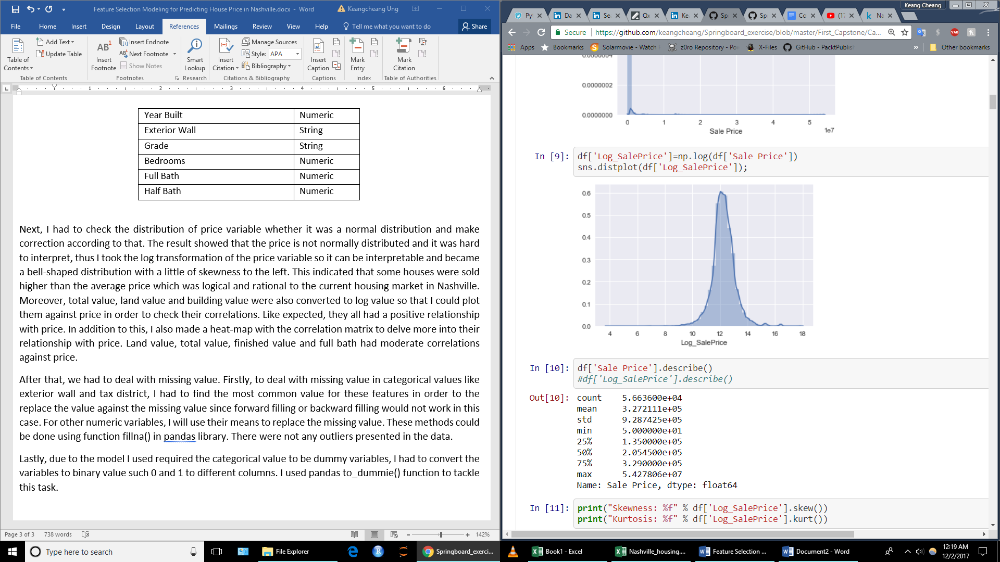 Feature Selection Modeling for Predicting House Price in Nashville.docx - Word
Keangcheang Ung
File Home Insert Design Layout References Mailings Review View Help Tell me what you want to do Share
Table of Contents
Add Text
Update Table
Table of Contents
AB1
Insert Footnote
Insert Endnote
Next Footnote
Show Notes
Footnotes
Smart Lookup
Research
Insert Citation
Manage Sources
Style: APA
Bibliography
Citations & Bibliography
Insert Caption
Captions
Mark Entry
Index
Mark Citation
Table of Authorities
1 2 3 4 5 6
Year Built Numeric
Exterior Wall String
Grade String
Bedrooms Numeric
Full Bath Numeric
Half Bath Numeric
Next, I had to check the distribution of price variable whether it was a normal distribution and make
correction according to that. The result showed that the price is not normally distributed and it was hard
to interpret, thus I took the log transformation of the price variable so it can be interpretable and became
a bell-shaped distribution with a little of skewness to the left. This indicated that some houses were sold
higher than the average price which was logical and rational to the current housing market in Nashville.
Moreover, total value, land value and building value were also converted to log value so that I could plot
them against price in order to check their correlations. Like expected, they all had a positive relationship
with price. In addition to this, I also made a heat-map with the correlation matrix to delve more into their
relationship with price. Land value, total value, finished value and full bath had moderate correlations
against price.
After that, we had to deal with missing value. Firstly, to deal with missing value in categorical values like
exterior wall and tax district, I had to find the most common value for these features in order to the
replace the value against the missing value since forward filling or backward filling would not work in this
case. For other numeric variables, I will use their means to replace the missing value. These methods could
be done using function fillna() in pandas library. There were not any outliers presented in the data.
Lastly, due to the model I used required the categorical value to be dummy variables, I had to convert the
variables to binary value such 0 and 1 to different columns. I used pandas to_dummie() function to tackle
this task.
Page 3 of 3 738 words
142%
Keang Cheang
Py Da Se Qx Ke Sp Sp Co (17 Na
Secure https://github.com/keangcheang/Springboard_exercise/blob/master/First_Capstone/Ca...
Apps Bookmarks Solarmovie - Watch F z0ro Repository - Po X-Files GitHub - PacktPublis » Other bookmarks
0.0000004
0.0000002
0.0000000
0 1 2 3 4 5
1e7
Sale Price
In [9]: df['Log_SalePrice']=np.log(df['Sale Price'])
sns.distplot(df['Log_SalePrice']);
0.6
0.5
0.4
0.3
0.2
0.1
0.0
4 6 8 10 12 14 16 18
Log_SalePrice
In [10]: df['Sale Price'].describe()
#df['Log_SalePrice'].describe()
Out[10]: count 5.663600e+04
mean 3.272111e+05
std 9.287425e+05
min 5.000000e+01
25% 1.350000e+05
50% 2.054500e+05
75% 3.290000e+05
max 5.427806e+07
Name: Sale Price, dtype: float64
In [11]: print("Skewness: %f" % df['Log_SalePrice'].skew())
print("Kurtosis: %f" % df['Log_SalePrice'].kurt())
Type here to search
File Explorer
Springboard_exerci...
Book1 - Excel
Nashville_housing....
Feature Selection ...
Document2 - Word
12:19 AM
12/2/2017